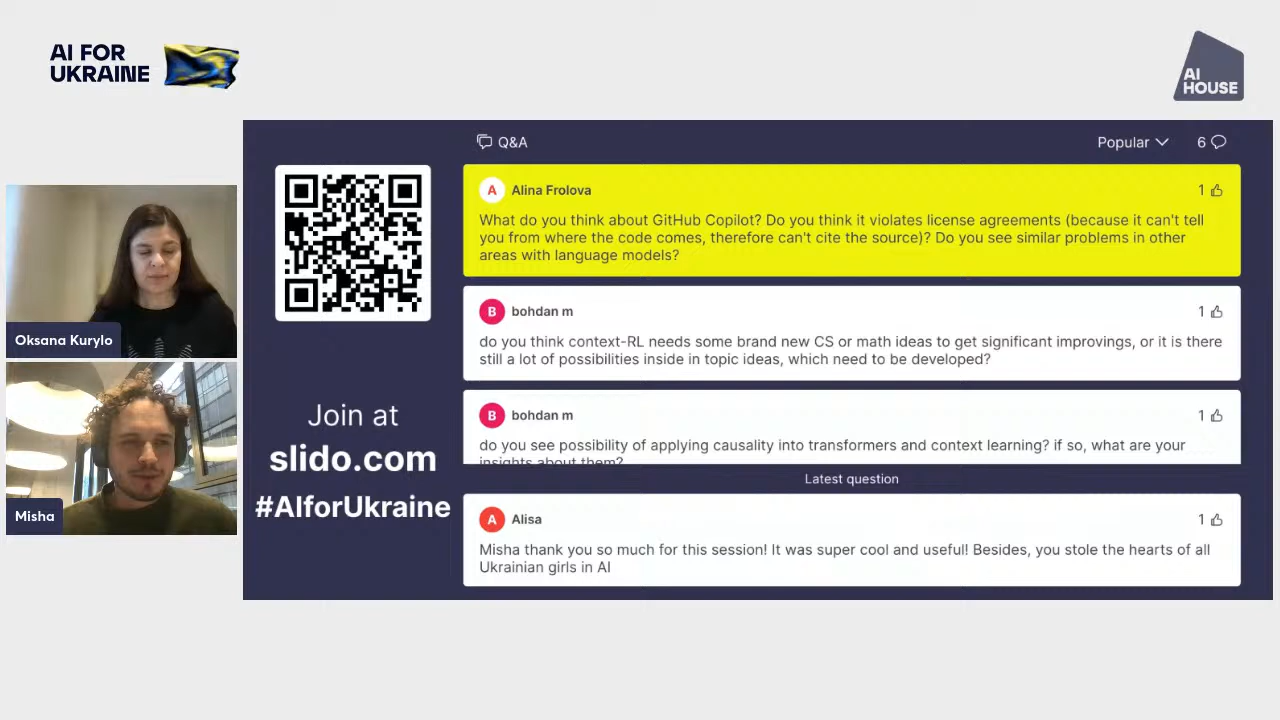 AI FOR
UKRAINE
AI
HOUSE
Q&A
Popular
6
A
Alina Frolova
1
What do you think about GitHub Copilot? Do you think it violates license agreements (because it can't tell
you from where the code comes, therefore can't cite the source)? Do you see similar problems in other
areas with language models?
B
bohdan m
1
do you think context-RL needs some brand new CS or math ideas to get significant improvings, or it is there
still a lot of possibilities inside in topic ideas, which need to be developed?
B
bohdan m
1
do you see possibility of applying causality into transformers and context learning? if so, what are your
insights about them?
Latest question
A
Alisa
1
Misha thank you so much for this session! It was super cool and useful! Besides, you stole the hearts of all
Ukrainian girls in AI
Join at
slido.com
#AIforUkraine
Oksana Kurylo
Misha